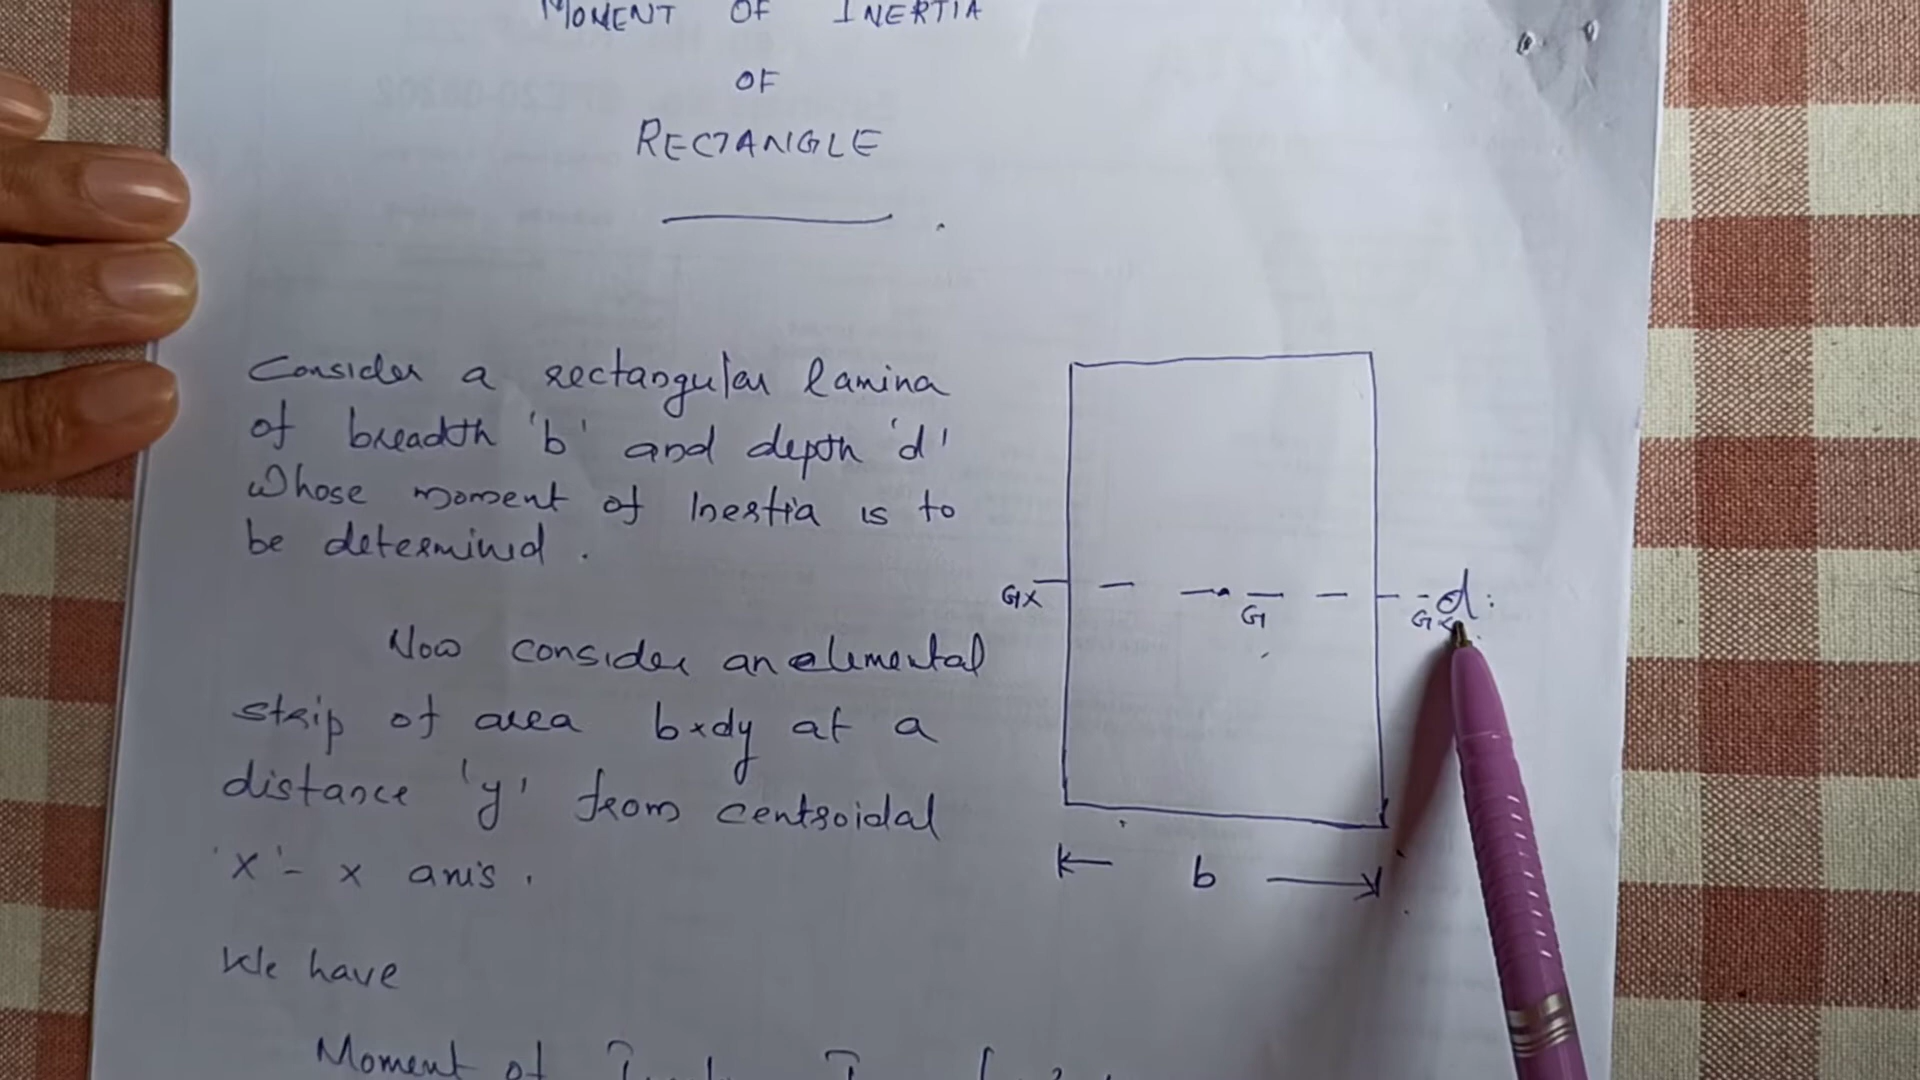 MOMENT OF INERTIA
OF
RECTANGLE
Consider a rectangular lamina
of breadth 'b' and depth 'd'
whose moment of Inertia is to
be determined .
Now consider an elemental
strip of area b×dy at a
distance 'y' from centroidal
'x'- x axis .
We have
Moment of
GX
G
d
b